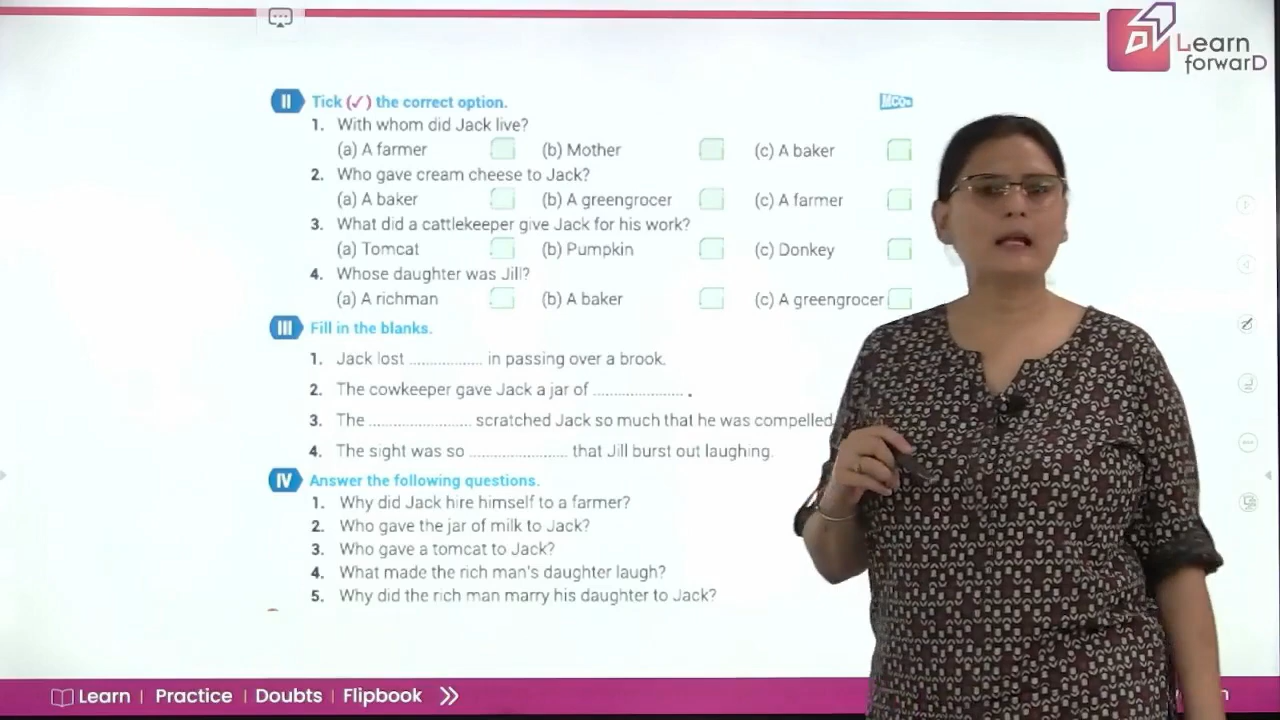 Learn
forwarD
II Tick (✓) the correct option.
MCQs
1. With whom did Jack live?
(a) A farmer (b) Mother (c) A baker
2. Who gave cream cheese to Jack?
(a) A baker (b) A greengrocer (c) A farmer
3. What did a cattlekeeper give Jack for his work?
(a) Tomcat (b) Pumpkin (c) Donkey
4. Whose daughter was Jill?
(a) A richman (b) A baker (c) A greengrocer
III Fill in the blanks.
1. Jack lost ................. in passing over a brook.
2. The cowkeeper gave Jack a jar of ..................... .
3. The ........................ scratched Jack so much that he was compelled
4. The sight was so ....................... that Jill burst out laughing.
IV Answer the following questions.
1. Why did Jack hire himself to a farmer?
2. Who gave the jar of milk to Jack?
3. Who gave a tomcat to Jack?
4. What made the rich man's daughter laugh?
5. Why did the rich man marry his daughter to Jack?
Learn | Practice | Doubts | Flipbook